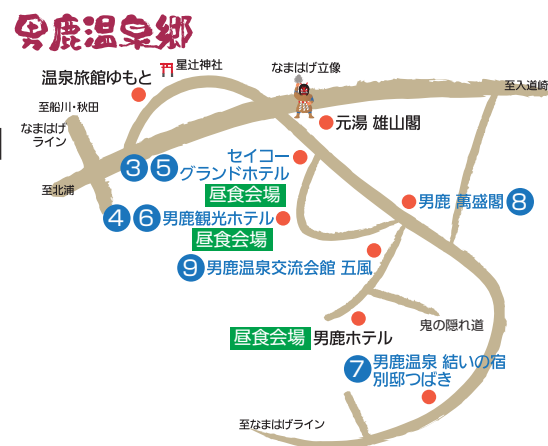 男鹿温泉郷
星辻神社
なまはげ立像
温泉旅館ゆもと
至入道崎
至船川・秋田
なまはげ
ライン
元湯 雄山閣
セイコー
グランドホテル
③⑤
昼食会場
至北浦
男鹿 萬盛閣⑧
④⑥男鹿観光ホテル
昼食会場
⑨男鹿温泉交流会館 五風
鬼の隠れ道
昼食会場 男鹿ホテル
⑦男鹿温泉 結いの宿
別邸つばき
至なまはげライン